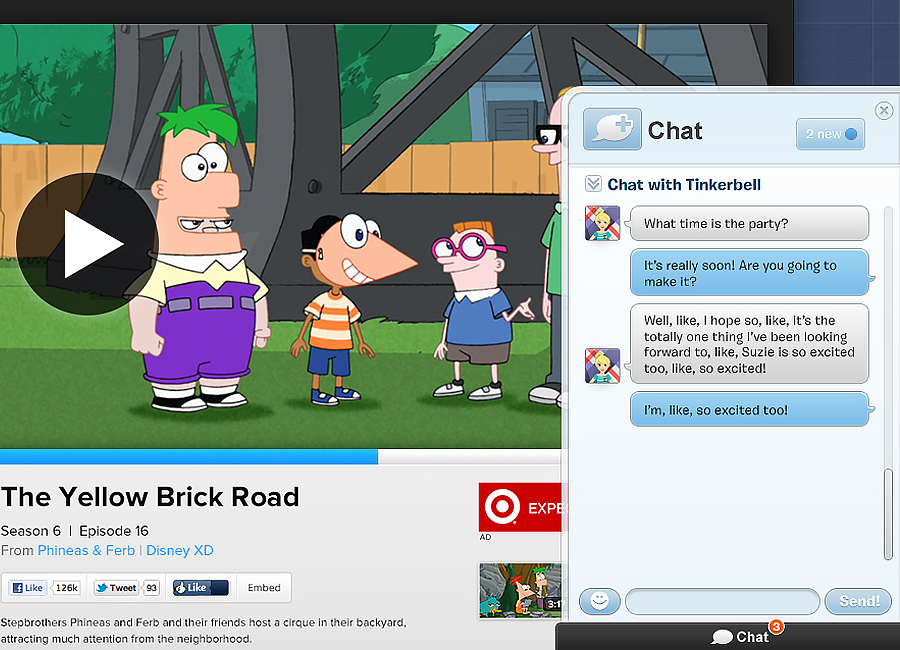 Chat
2 new
Chat with Tinkerbell
What time is the party?
It's really soon! Are you going to
make it?
Well, like, I hope so, like, it's the
totally one thing I've been looking
forward to, like, Suzie is so excited
too, like, so excited!
I'm, like, so excited too!
Send!
Chat 3
The Yellow Brick Road
Season 6 | Episode 16
From Phineas & Ferb | Disney XD
Like 126k Tweet 93 Like Embed
Stepbrothers Phineas and Ferb and their friends host a cirque in their backyard,
attracting much attention from the neighborhood.
EXPE
AD
3:1